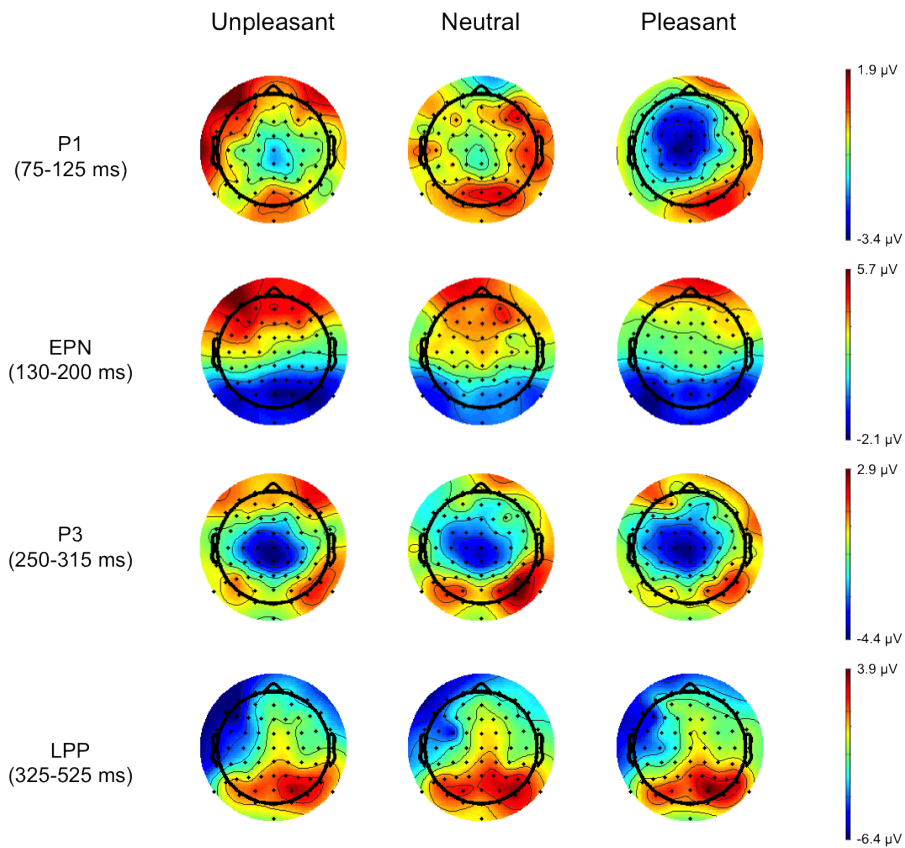 Unpleasant Neutral Pleasant
1.9 µV
P1
(75-125 ms)
-3.4 µV
5.7 µV
EPN
(130-200 ms)
-2.1 µV
2.9 µV
P3
(250-315 ms)
-4.4 µV
3.9 µV
LPP
(325-525 ms)
-6.4 µV